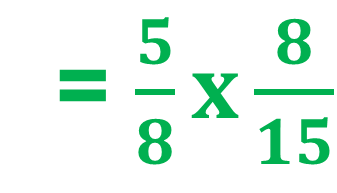 = 5/8 x 8/15